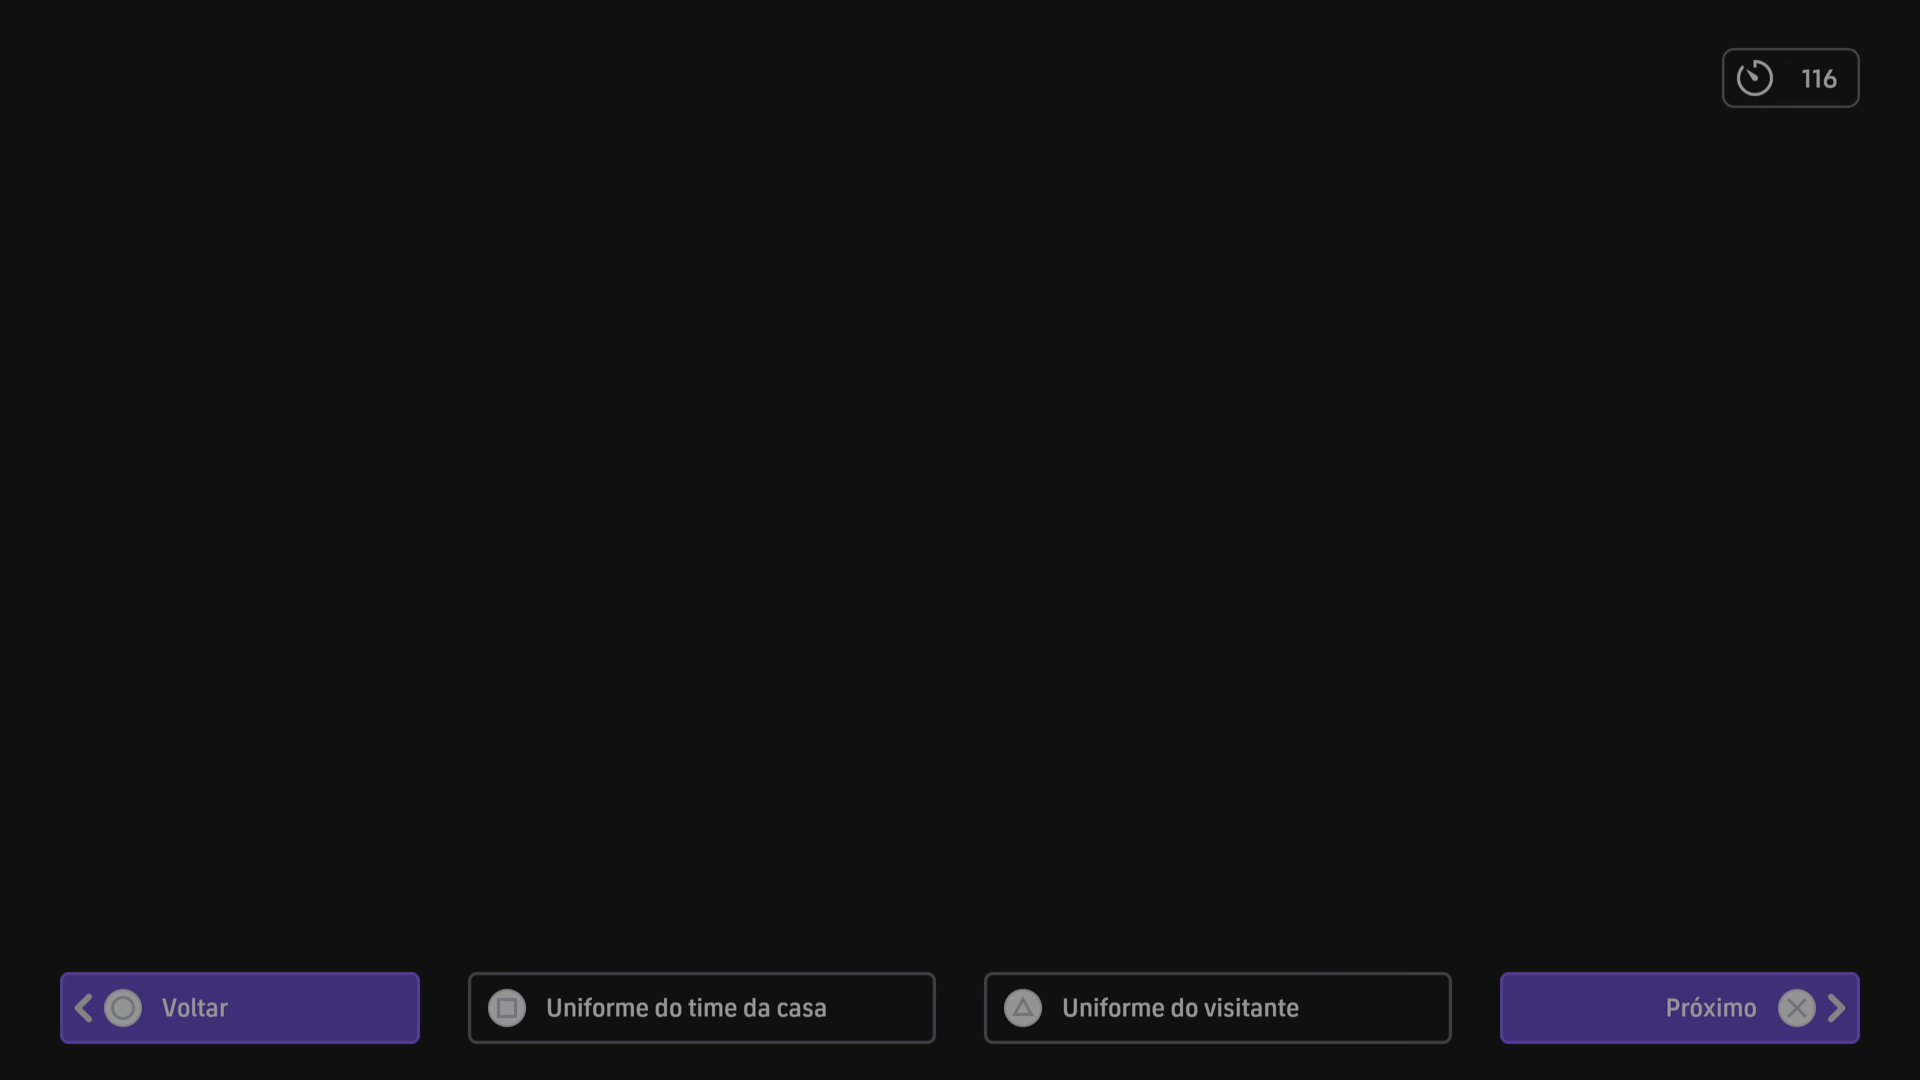 116
Voltar
Uniforme do time da casa
Uniforme do visitante
Próximo